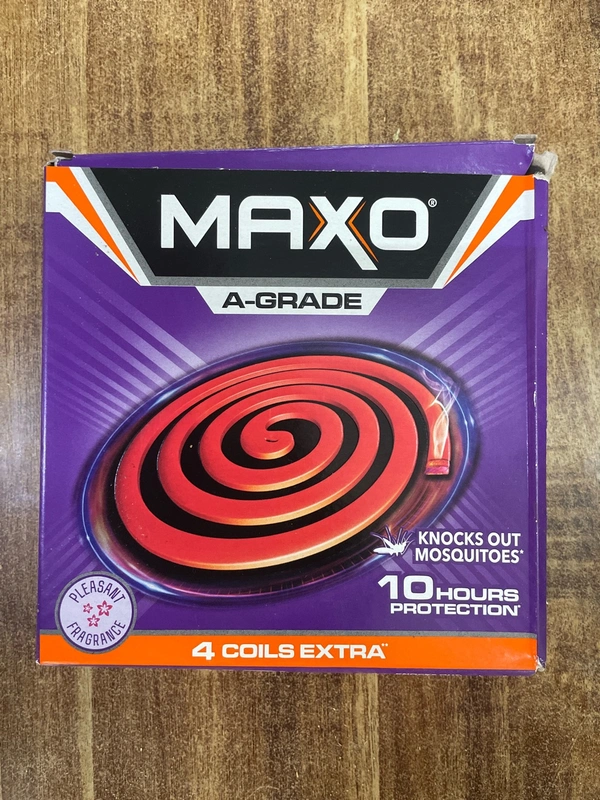 MAXO®
A-GRADE
KNOCKS OUT
MOSQUITOES*
10 HOURS
PROTECTION*
PLEASANT
FRAGRANCE
4 COILS EXTRA**